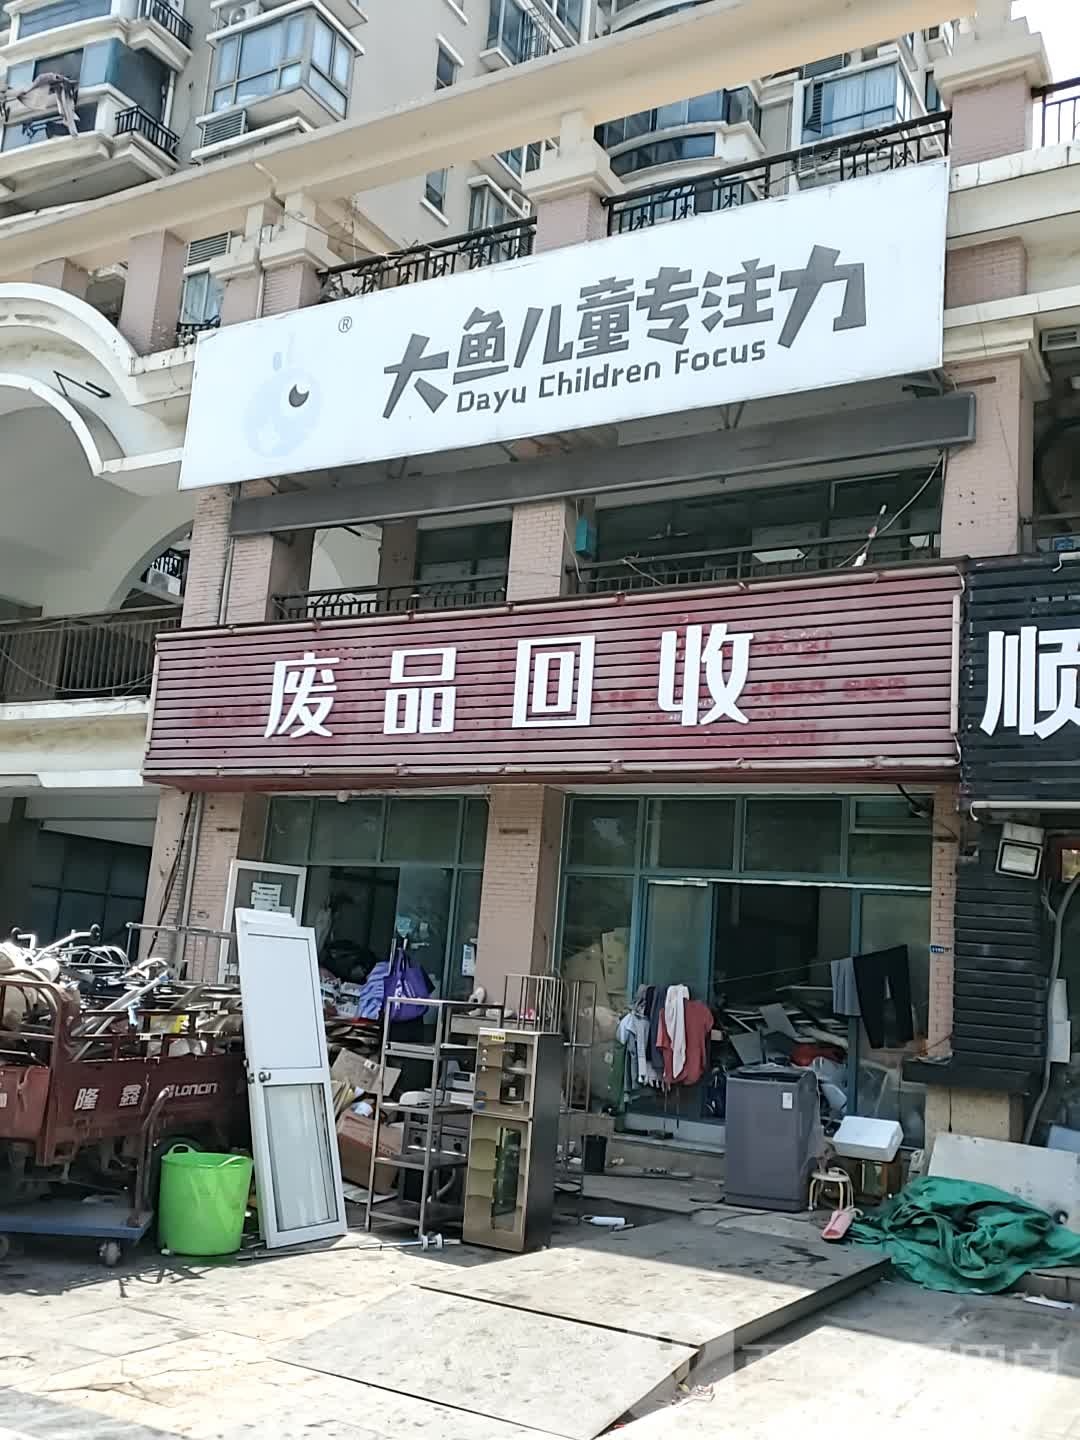 ®
大鱼儿童专注力
Dayu Children Focus
废品回收
顺
隆鑫 LONCIN